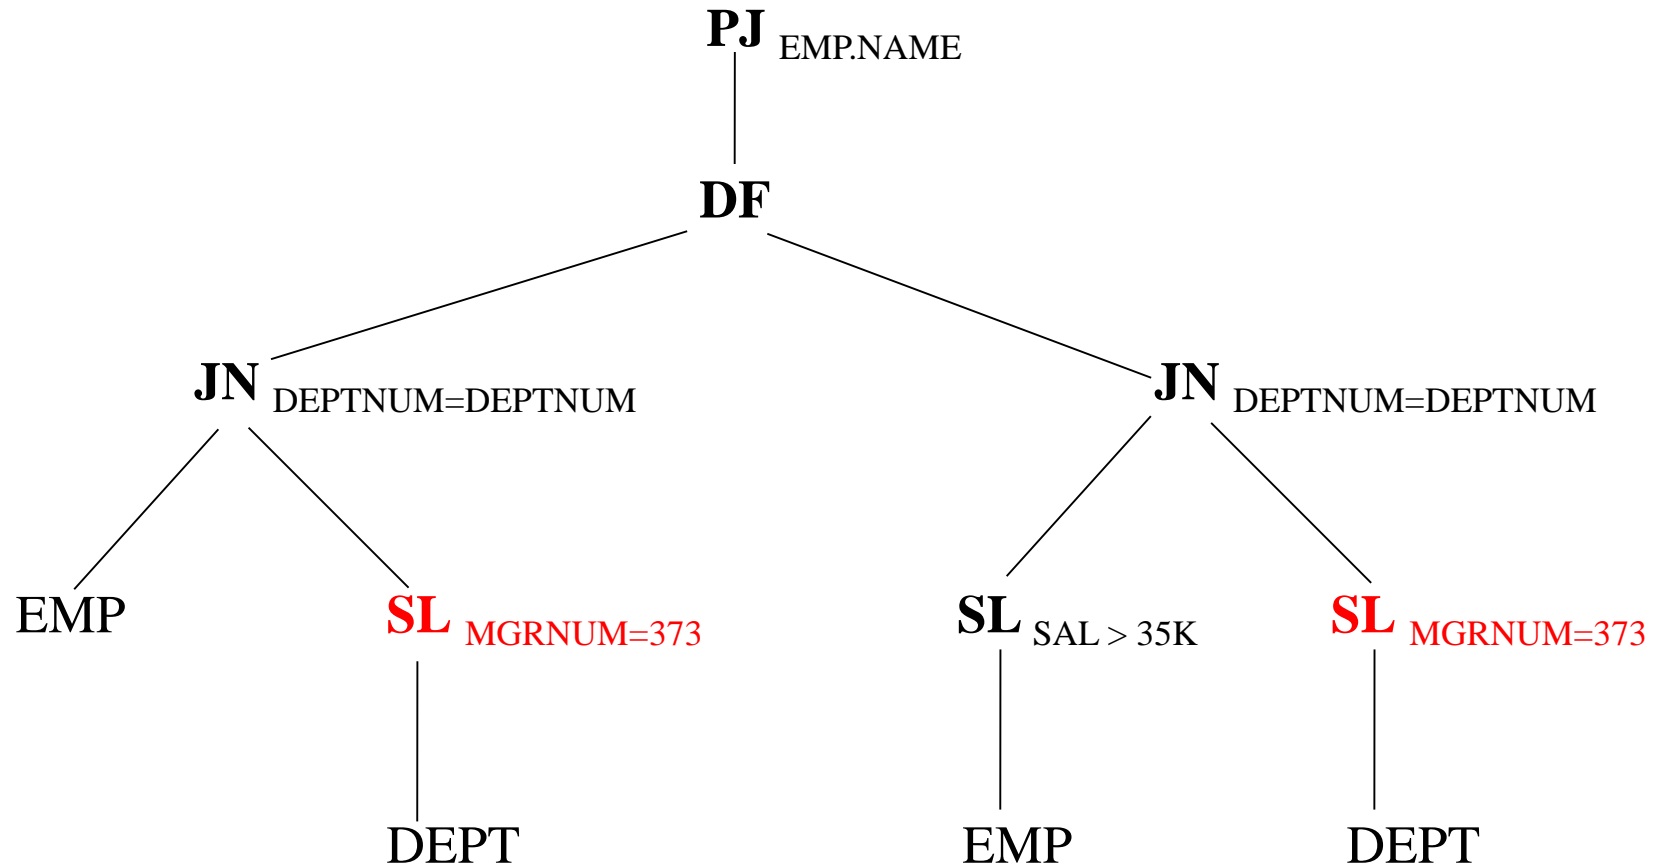 PJ EMP.NAME
DF
JN DEPTNUM=DEPTNUM
JN DEPTNUM=DEPTNUM
EMP
SL MGRNUM=373
SL SAL > 35K
SL MGRNUM=373
DEPT
EMP
DEPT